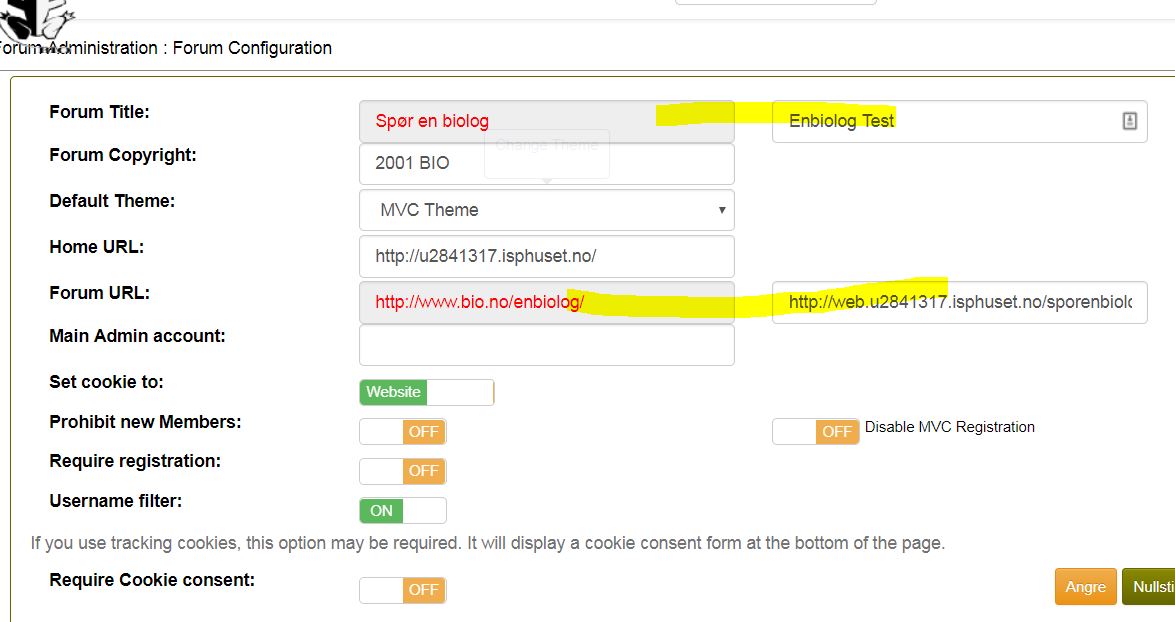 Forum Administration : Forum Configuration
Forum Title: Spør en biolog Enbiolog Test
Change Theme
Forum Copyright: 2001 BIO
Default Theme: MVC Theme
Home URL: http://u2841317.isphuset.no/
Forum URL: http://www.bio.no/enbiolog/ http://web.u2841317.isphuset.no/sporenbiolo
Main Admin account:
Set cookie to: Website
Prohibit new Members: OFF OFF Disable MVC Registration
Require registration: OFF
Username filter: ON
If you use tracking cookies, this option may be required. It will display a cookie consent form at the bottom of the page.
Require Cookie consent: OFF
Angre Nullsti